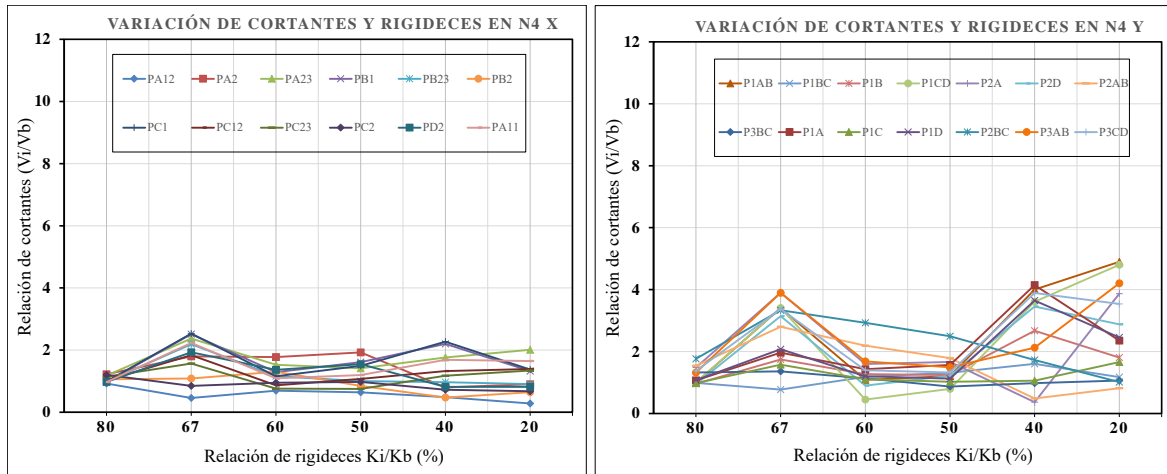 VARIACIÓN DE CORTANTES Y RIGIDECES EN N4 X
12
10
8
6
4
2
0
Relación de cortantes (Vi/Vb)
PA12 PA2 PA23 PB1 PB23 PB2
PC1 PC12 PC23 PC2 PD2 PA11
80 67 60 50 40 20
Relación de rigideces Ki/Kb (%)
VARIACIÓN DE CORTANTES Y RIGIDECES EN N4 Y
12
10
8
6
4
2
0
Relación de cortantes (Vi/Vb)
P1AB P1BC P1B P1CD P2A P2D P2AB
P3BC P1A P1C P1D P2BC P3AB P3CD
80 67 60 50 40 20
Relación de rigideces Ki/Kb (%)